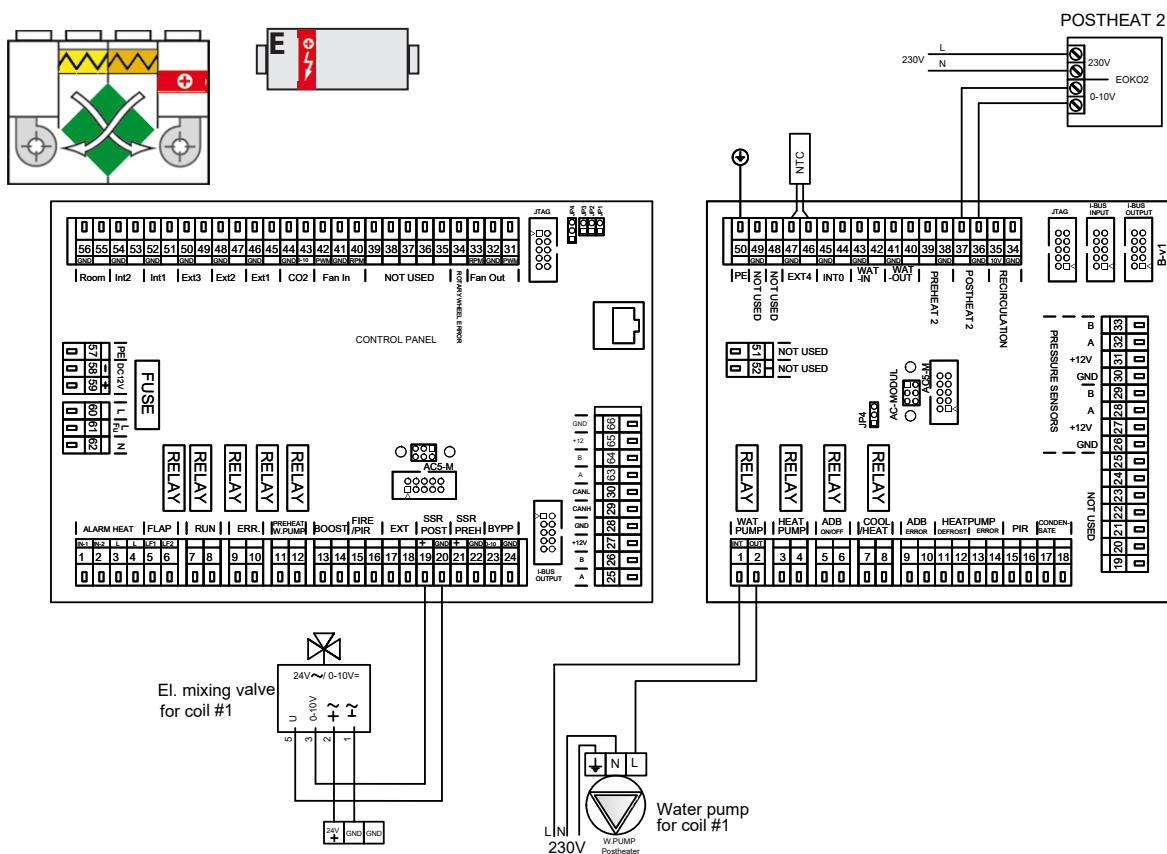 POSTHEAT 2
E
L
230V
N
230V
EOKO2
0-10V
NTC
JTAG
JP4
JP3
JP2
JP1
56 55 54 53 52 51 50 49 48 47 46 45 44 43 42 41 40 39 38 37 36 35 34 33 32 31
GND GND GND GND GND GND GND 0-10 PWM GND RPM RPM GND PWM
Room Int2 Int1 Ext3 Ext2 Ext1 CO2 Fan In NOT USED ROTARY WHEEL ERROR Fan Out
CONTROL PANEL
57 PE
58 - DC12V
59 +
60 L
61 L Fu
62 N
FUSE
RELAY RELAY RELAY RELAY RELAY
AC5-M
GND 66
+12 65
B 64
A 63
CANL 30
CANH 29
GND 28
+12V 27
B 26
A 25
I-BUS
OUTPUT
ALARM HEAT FLAP RUN ERR. PREHEAT W.PUMP BOOST FIRE /PIR EXT SSR POST SSR PREH BYPP
IN-1 IN-2 L L LF1 LF2 + GND + GND 0-10 GND
1 2 3 4 5 6 7 8 9 10 11 12 13 14 15 16 17 18 19 20 21 22 23 24
JTAG
I-BUS
INPUT
I-BUS
OUTPUT
B-V1
50 49 48 47 46 45 44 43 42 41 40 39 38 37 36 35 34
GND GND GND GND GND GND GND GND 10V GND
PE NOT USED NOT USED EXT4 INT0 WAT -IN WAT -OUT PREHEAT 2 POSTHEAT 2 RECIRCULATION
51 NOT USED
52 NOT USED
AC-MODUL
AC5-M
JP4
RELAY RELAY RELAY RELAY
B 33
A 32
+12V 31
GND 30
B 29
A 28
+12V 27
GND 26
25
24
23
22
21
20
19
PRESSURE SENSORS
NOT USED
WAT PUMP HEAT PUMP ADB ON/OFF COOL /HEAT ADB ERROR HEATPUMP DEFROST ERROR PIR CONDEN-SATE
INT OUT
1 2 3 4 5 6 7 8 9 10 11 12 13 14 15 16 17 18
24V ~/ 0-10V=
El. mixing valve
for coil #1
U 0-10V
5 3 2 1
24V + GND GND
N L
L N
230V
W.PUMP
Postheater
Water pump
for coil #1